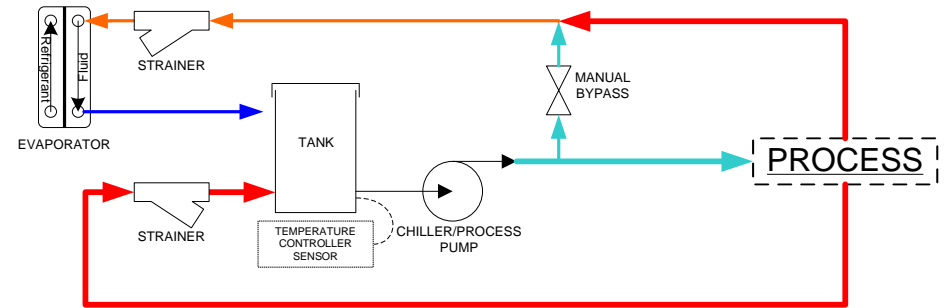 Refrigerant
Fluid
STRAINER
EVAPORATOR
TANK
MANUAL
BYPASS
PROCESS
STRAINER
TEMPERATURE
CONTROLLER
SENSOR
CHILLER/PROCESS
PUMP